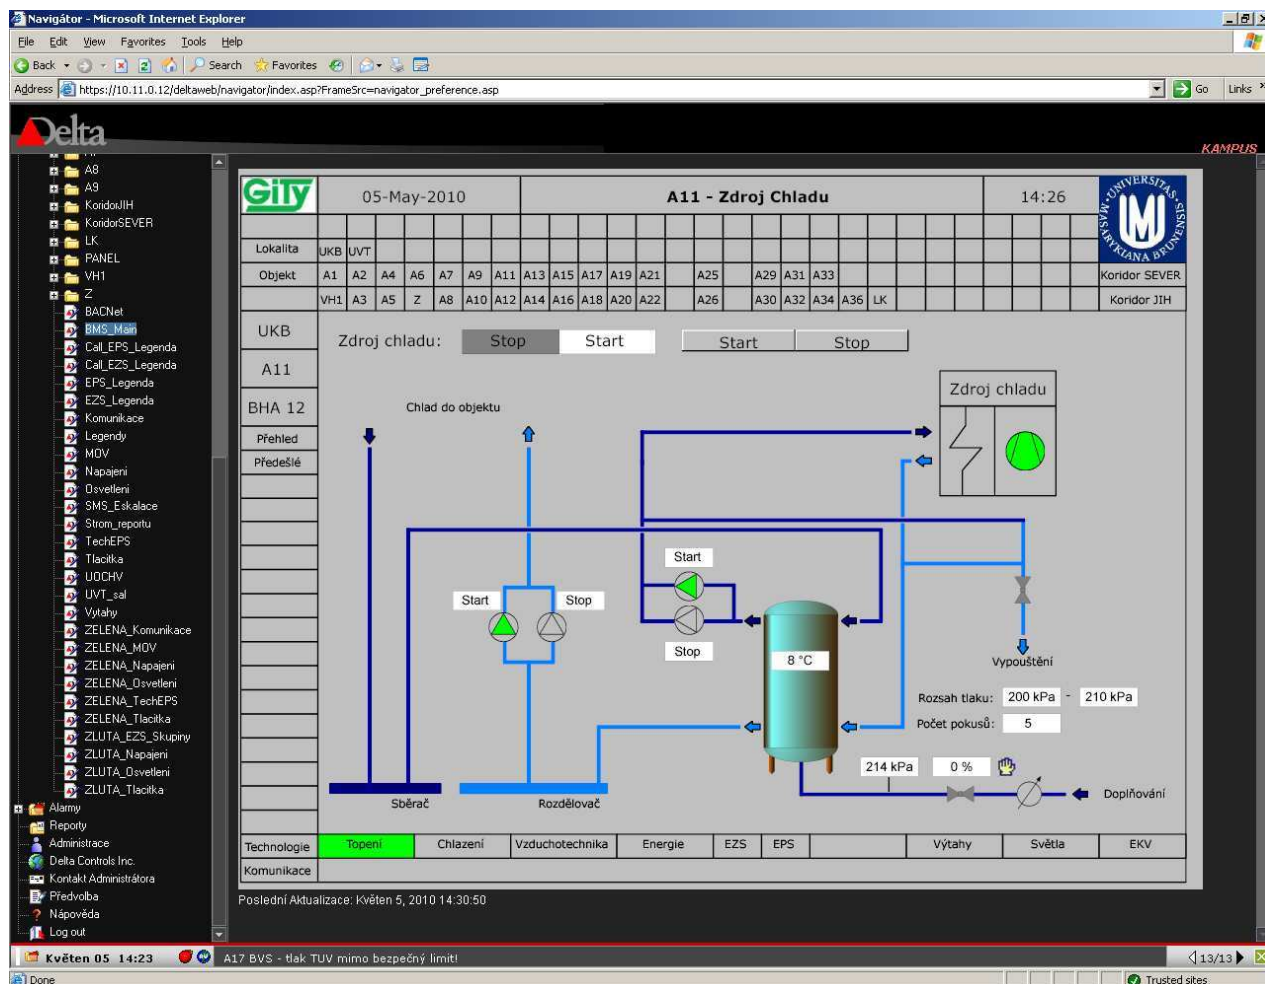 Navigátor - Microsoft Internet Explorer
File Edit View Favorites Tools Help
Back Search Favorites
Address https://10.11.0.12/deltaweb/navigator/index.asp?FrameSrc=navigator_preference.asp Go Links »
Delta
KAMPUS
A8
A9
KoridorJIH
KoridorSEVER
LK
PANEL
VH1
Z
BACNet
BMS_Main
Call_EPS_Legenda
Call_EZS_Legenda
EPS_Legenda
EZS_Legenda
Komunikace
Legendy
MOV
Napajeni
Osvetleni
SMS_Eskalace
Strom_reportu
TechEPS
Tlacitka
UOCHV
UVT_sal
Vytahy
ZELENA_Komunikace
ZELENA_MOV
ZELENA_Napajeni
ZELENA_Osvetleni
ZELENA_TechEPS
ZELENA_Tlacitka
ZLUTA_EZS_Skupiny
ZLUTA_Napajeni
ZLUTA_Osvetleni
ZLUTA_Tlacitka
Alarmy
Reporty
Administrace
Delta Controls Inc.
Kontakt Administrátora
Předvolba
Nápověda
Log out
GiTy 05-May-2010 A11 - Zdroj Chladu 14:26
UNIVERSITAS MASARYKIANA BRUNENSIS
Lokalita UKB UVT
Objekt A1 A2 A4 A6 A7 A9 A11 A13 A15 A17 A19 A21 A25 A29 A31 A33 Koridor SEVER
VH1 A3 A5 Z A8 A10 A12 A14 A16 A18 A20 A22 A26 A30 A32 A34 A36 LK Koridor JIH
UKB
A11
BHA 12
Přehled
Předešlé
Zdroj chladu: Stop Start Start Stop
Zdroj chladu
Chlad do objektu
Start
Start Stop
Stop
8 °C
Vypouštění
Rozsah tlaku: 200 kPa - 210 kPa
Počet pokusů: 5
214 kPa 0 %
Doplňování
Sběrač Rozdělovač
Technologie Topení Chlazení Vzduchotechnika Energie EZS EPS Výtahy Světla EKV
Komunikace
Poslední Aktualizace: Květen 5, 2010 14:30:50
Květen 05 14:23 A17 BVS - tlak TUV mimo bezpečný limit! 13/13
Done Trusted sites